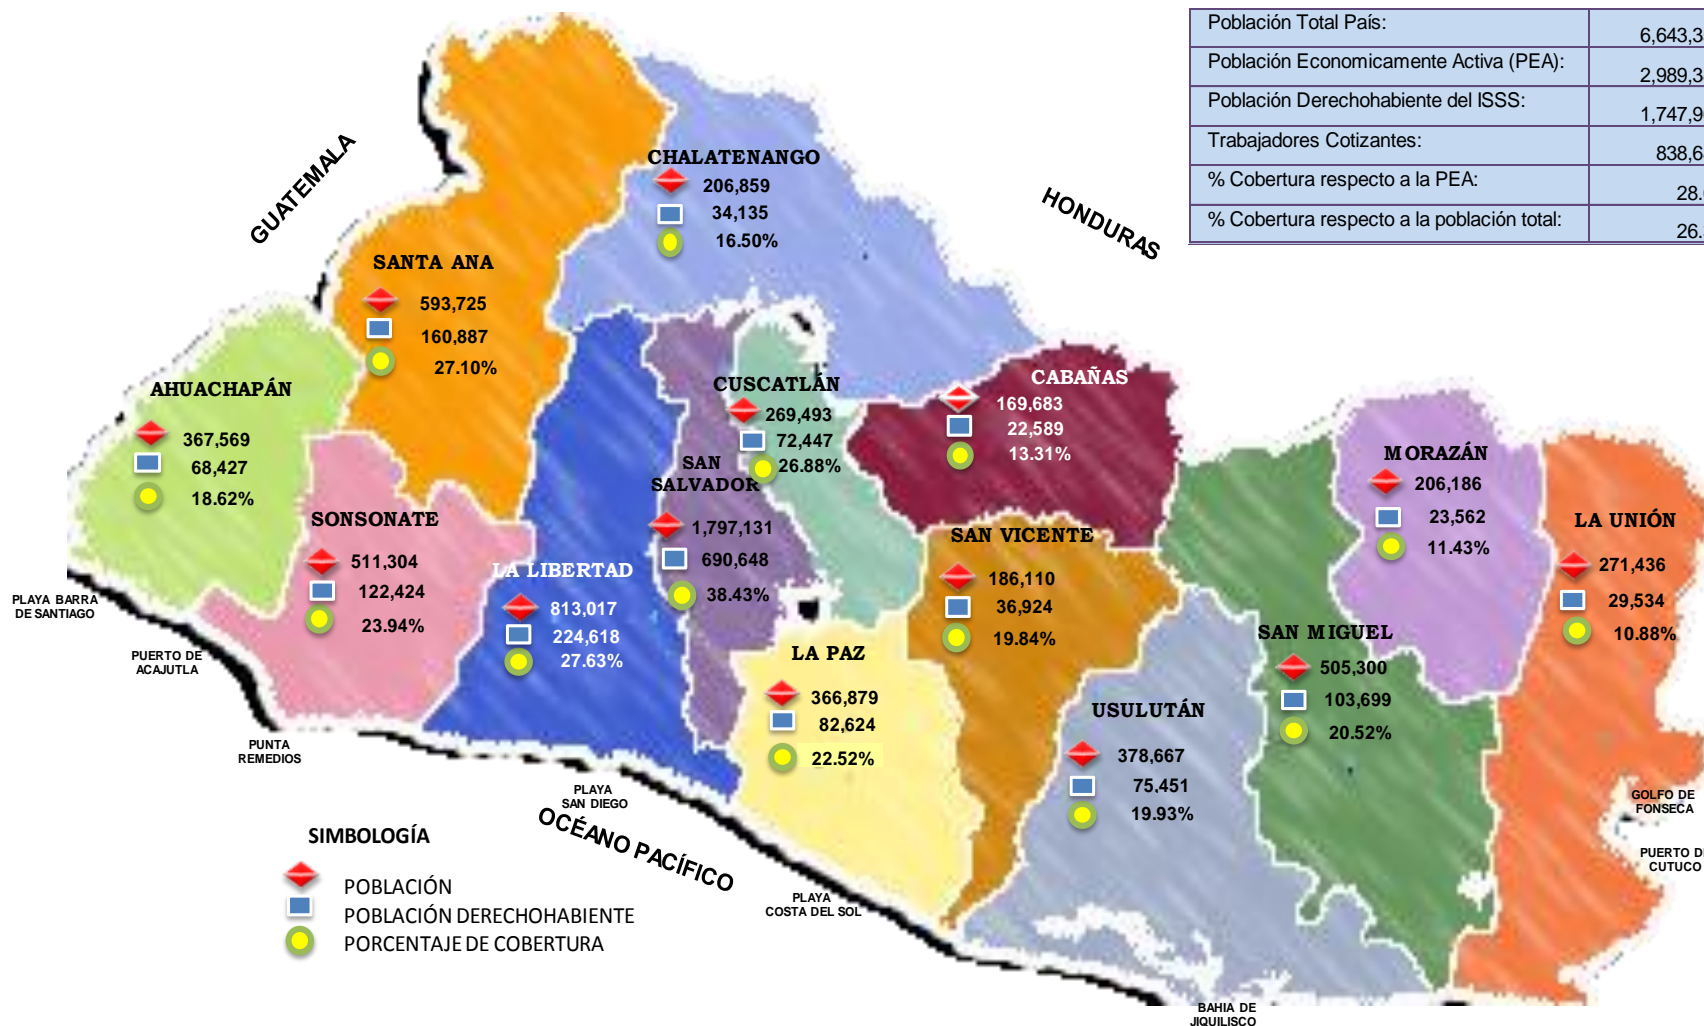 Población Total País:
6,643,3
Población Economicamente Activa (PEA):
2,989,3
Población Derechohabiente del ISSS:
1,747,9
Trabajadores Cotizantes:
838,6
% Cobertura respecto a la PEA:
28.
% Cobertura respecto a la población total:
26.
GUATEMALA
HONDURAS
CHALATENANGO
206,859
34,135
16.50%
SANTA ANA
593,725
160,887
27.10%
AHUACHAPÁN
367,569
68,427
18.62%
SONSONATE
511,304
122,424
23.94%
LA LIBERTAD
813,017
224,618
27.63%
SAN
SALVADOR
1,797,131
690,648
38.43%
CUSCATLÁN
269,493
72,447
26.88%
CABAÑAS
169,683
22,589
13.31%
SAN VICENTE
186,110
36,924
19.84%
LA PAZ
366,879
82,624
22.52%
USULUTÁN
378,667
75,451
19.93%
SAN MIGUEL
505,300
103,699
20.52%
MORAZÁN
206,186
23,562
11.43%
LA UNIÓN
271,436
29,534
10.88%
PLAYA BARRA
DE SANTIAGO
PUERTO DE
ACAJUTLA
PUNTA
REMEDIOS
PLAYA
SAN DIEGO
OCÉANO PACÍFICO
PLAYA
COSTA DEL SOL
BAHIA DE
JIQUILISCO
GOLFO DE
FONSECA
PUERTO D
CUTUCO
SIMBOLOGÍA
POBLACIÓN
POBLACIÓN DERECHOHABIENTE
PORCENTAJE DE COBERTURA